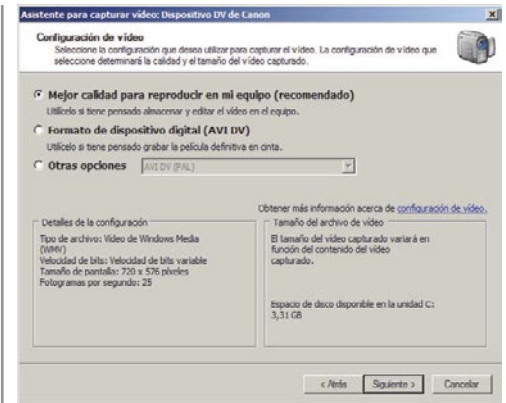 Asistente para capturar vídeo: Dispositivo DV de Canon
Configuración de vídeo
Seleccione la configuración que desea utilizar para capturar el vídeo. La configuración de vídeo que
seleccione determinará la calidad y el tamaño del vídeo capturado.
Mejor calidad para reproducir en mi equipo (recomendado)
Utilícelo si tiene pensado almacenar y editar el vídeo en el equipo.
Formato de dispositivo digital (AVI DV)
Utilícelo si tiene pensado grabar la película definitiva en cinta.
Otras opciones AVI DV (PAL)
Obtener más información acerca de configuración de vídeo.
Detalles de la configuración
Tipo de archivo: Vídeo de Windows Media
(WMV)
Velocidad de bits: Velocidad de bits variable
Tamaño de pantalla: 720 x 576 píxeles
Fotogramas por segundo: 25
Tamaño del archivo de vídeo
El tamaño del vídeo capturado variará en
función del contenido del vídeo
capturado.
Espacio de disco disponible en la unidad C:
3,31 GB
< Atrás Siguiente > Cancelar